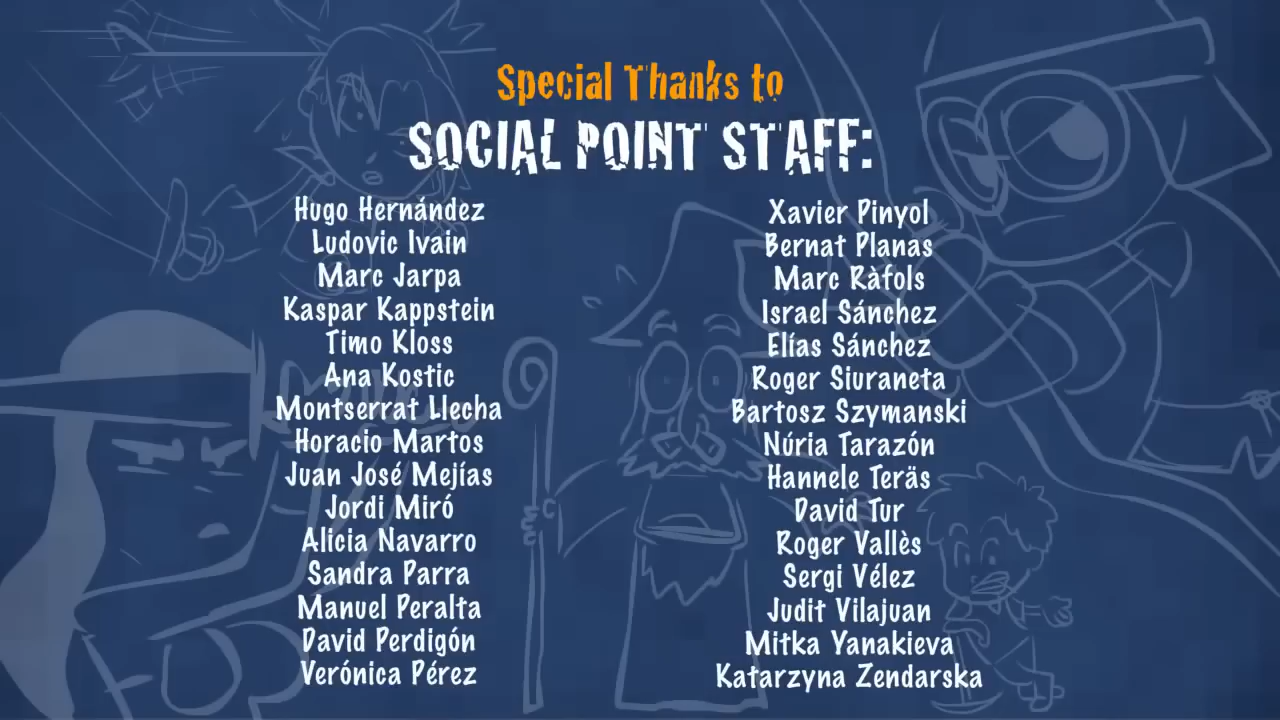 Special Thanks to
SOCIAL POINT STAFF:
Hugo Hernández
Ludovic Ivain
Marc Jarpa
Kaspar Kappstein
Timo Kloss
Ana Kostic
Montserrat Llecha
Horacio Martos
Juan José Mejías
Jordi Miró
Alicia Navarro
Sandra Parra
Manuel Peralta
David Perdigón
Verónica Pérez
Xavier Pinyol
Bernat Planas
Marc Ràfols
Israel Sánchez
Elías Sánchez
Roger Siuraneta
Bartosz Szymanski
Núria Tarazón
Hannele Teräs
David Tur
Roger Vallès
Sergi Vélez
Judit Vilajuan
Mitka Yanakieva
Katarzyna Zendarska